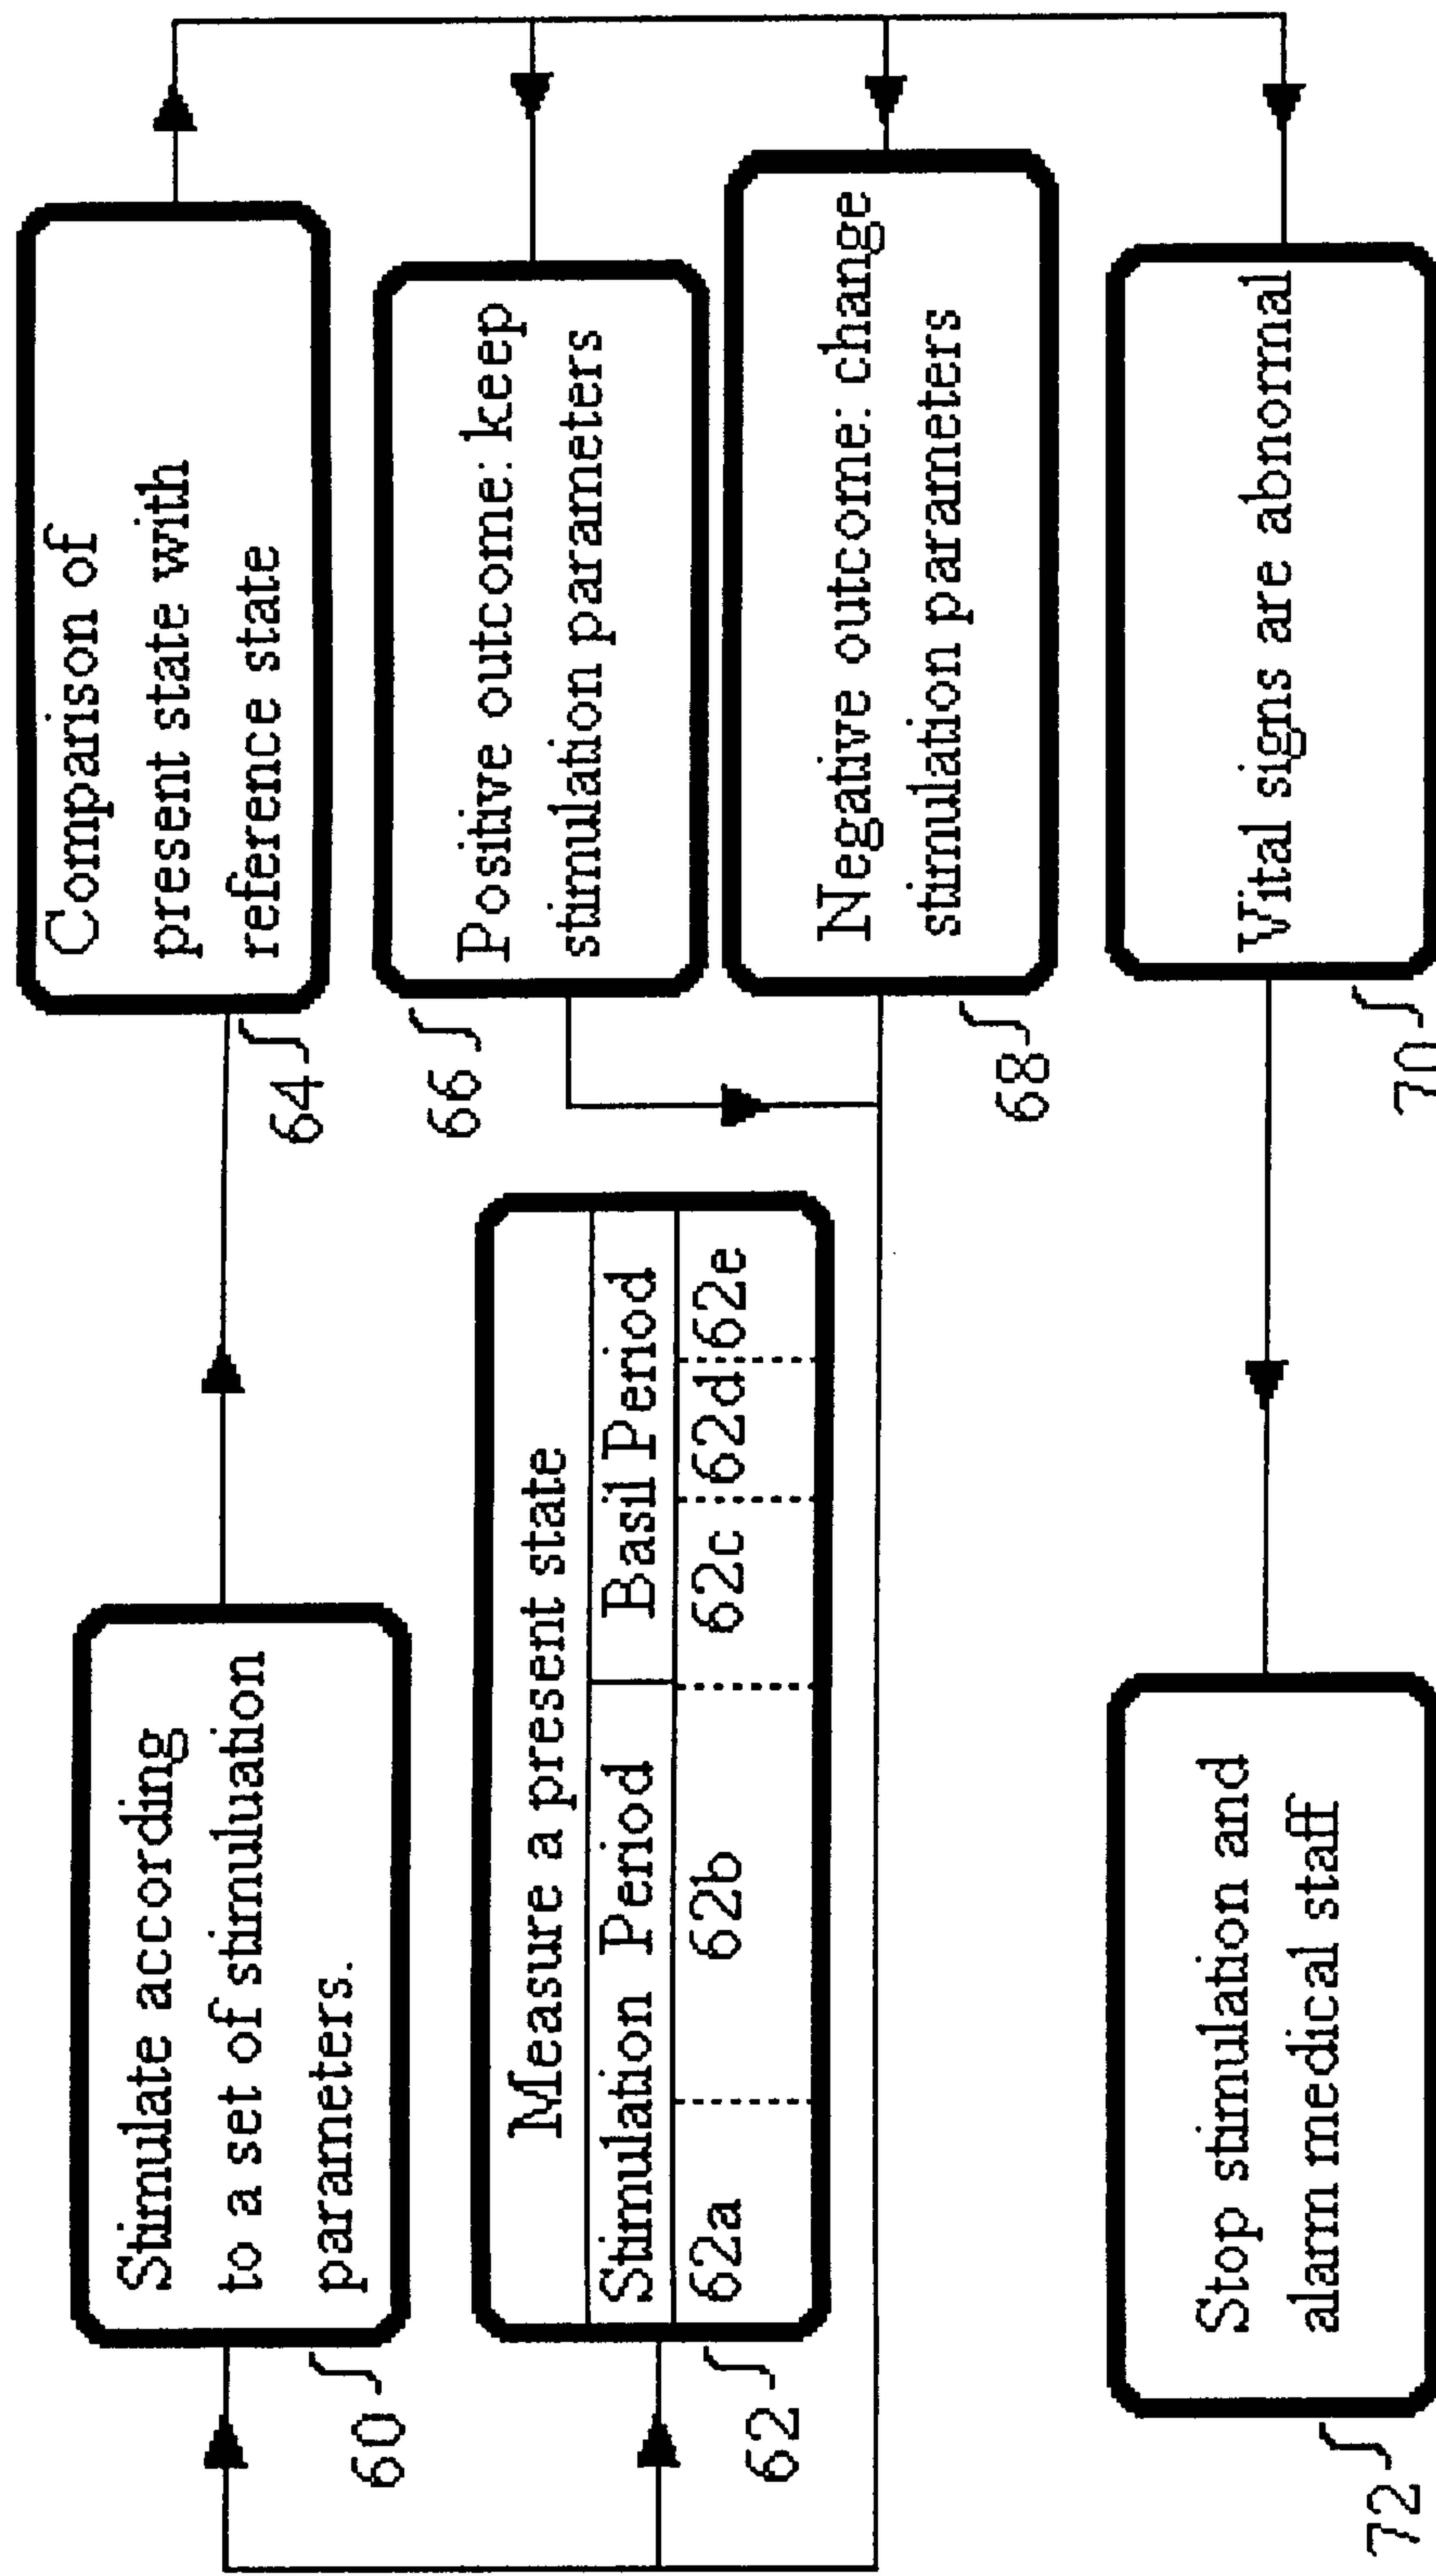 Stimulate according
to a set of stimuluation
parameters.
60
Comparison of
present state with
reference state
64
Measure a present state
Stimulation Period
Basil Period
62a
62b
62c
62d
62e
62
Positive outcome: keep
stimulation parameters
66
Negative outcome: change
stimulation parameters
68
Vital signs are abnormal
70
Stop stimulation and
alarm medical staff
72